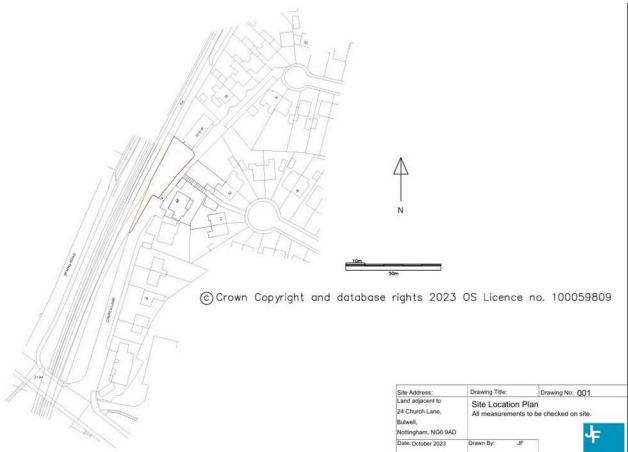 N
10m
50m
© Crown Copyright and database rights 2023 OS Licence no. 100059809
Site Address:
Land adjacent to
24 Church Lane,
Bulwell,
Nottingham, NG6 9AD
Date: October 2023
Drawing Title:
Site Location Plan
All measurements to be checked on site.
Drawing No: 001
Drawn By: JF
JF